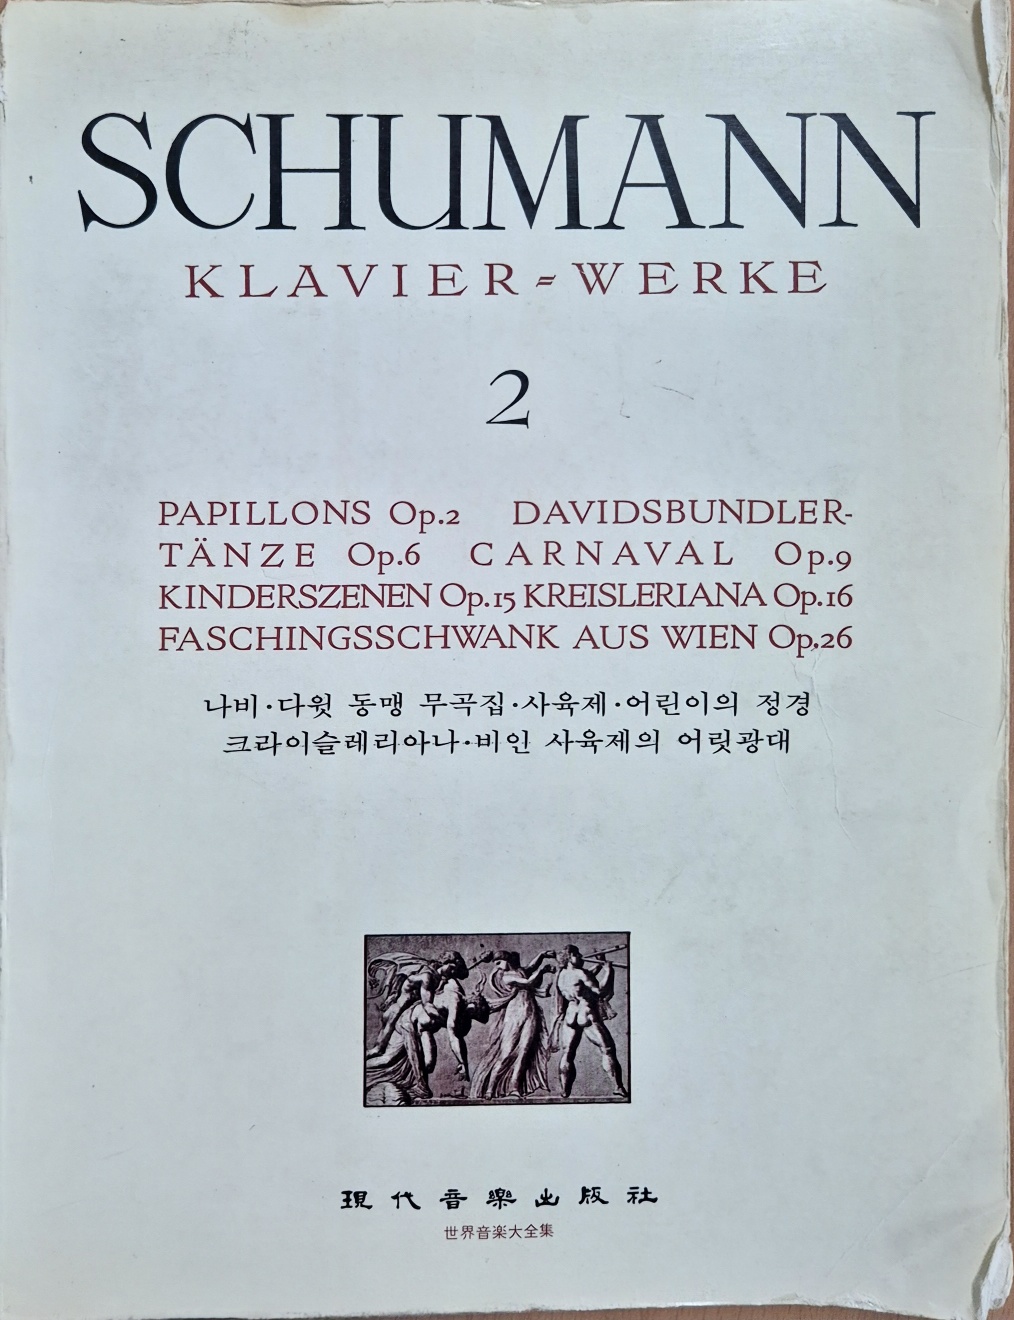 SCHUMANN
KLAVIER=WERKE
2
PAPILLONS Op.2 DAVIDSBUNDLER-
TÄNZE Op.6 CARNAVAL Op.9
KINDERSZENEN Op.15 KREISLERIANA Op.16
FASCHINGSSCHWANK AUS WIEN Op.26
나비·다윗 동맹 무곡집·사육제·어린이의 정경
크라이슬레리아나·비인 사육제의 어릿광대
現代音樂出版社
世界音楽大全集